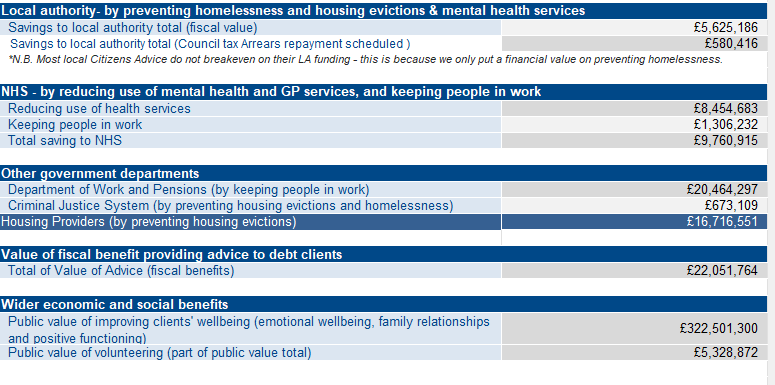 Local authority- by preventing homelessness and housing evictions & mental health services
Savings to local authority total (fiscal value) £5,625,186
Savings to local authority total (Council tax Arrears repayment scheduled ) £580,416
*N.B. Most local Citizens Advice do not breakeven on their LA funding - this is because we only put a financial value on preventing homelessness.
NHS - by reducing use of mental health and GP services, and keeping people in work
Reducing use of health services £8,454,683
Keeping people in work £1,306,232
Total saving to NHS £9,760,915
Other government departments
Department of Work and Pensions (by keeping people in work) £20,464,297
Criminal Justice System (by preventing housing evictions and homelessness) £673,109
Housing Providers (by preventing housing evictions) £16,716,551
Value of fiscal benefit providing advice to debt clients
Total of Value of Advice (fiscal benefits) £22,051,764
Wider economic and social benefits
Public value of improving clients' wellbeing (emotional wellbeing, family relationships
and positive functioning) £322,501,300
Public value of volunteering (part of public value total) £5,328,872